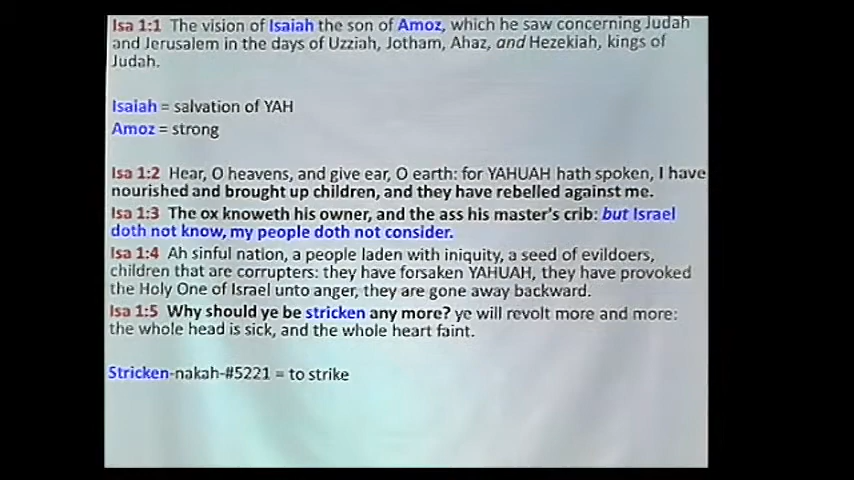 Isa 1:1 The vision of Isaiah the son of Amoz, which he saw concerning Judah
and Jerusalem in the days of Uzziah, Jotham, Ahaz, and Hezekiah, kings of
Judah.
Isaiah = salvation of YAH
Amoz = strong
Isa 1:2 Hear, O heavens, and give ear, O earth: for YAHUAH hath spoken, I have
nourished and brought up children, and they have rebelled against me.
Isa 1:3 The ox knoweth his owner, and the ass his master's crib: but Israel
doth not know, my people doth not consider.
Isa 1:4 Ah sinful nation, a people laden with iniquity, a seed of evildoers,
children that are corrupters: they have forsaken YAHUAH, they have provoked
the Holy One of Israel unto anger, they are gone away backward.
Isa 1:5 Why should ye be stricken any more? ye will revolt more and more:
the whole head is sick, and the whole heart faint.
Stricken-nakah-#5221 = to strike